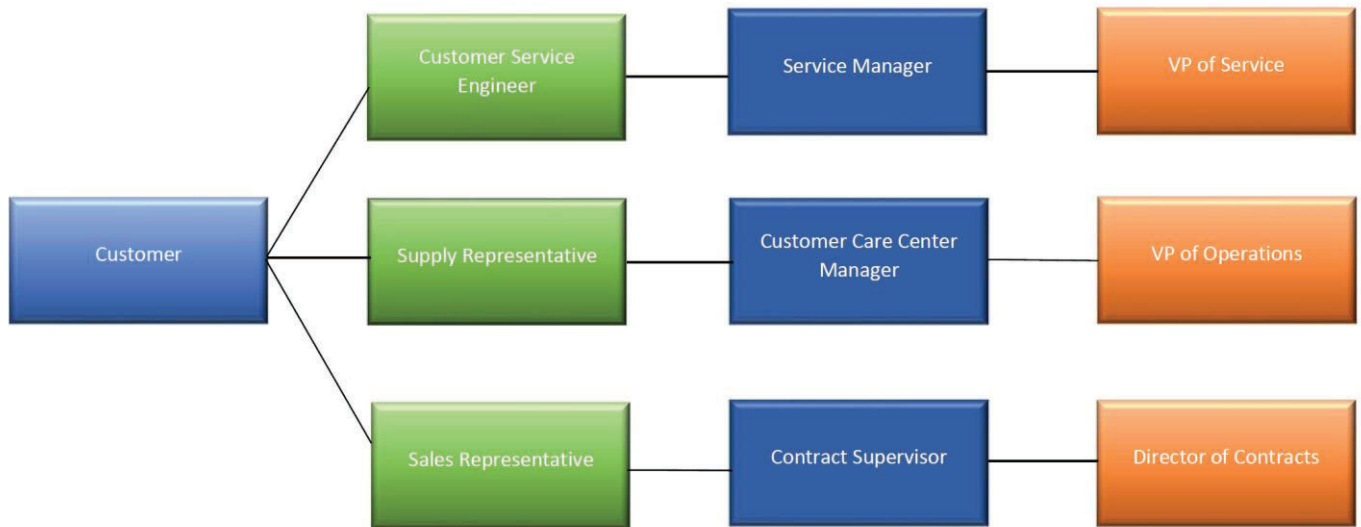 Customer
Customer Service
Engineer
Service Manager
VP of Service
Supply Representative
Customer Care Center
Manager
VP of Operations
Sales Representative
Contract Supervisor
Director of Contracts